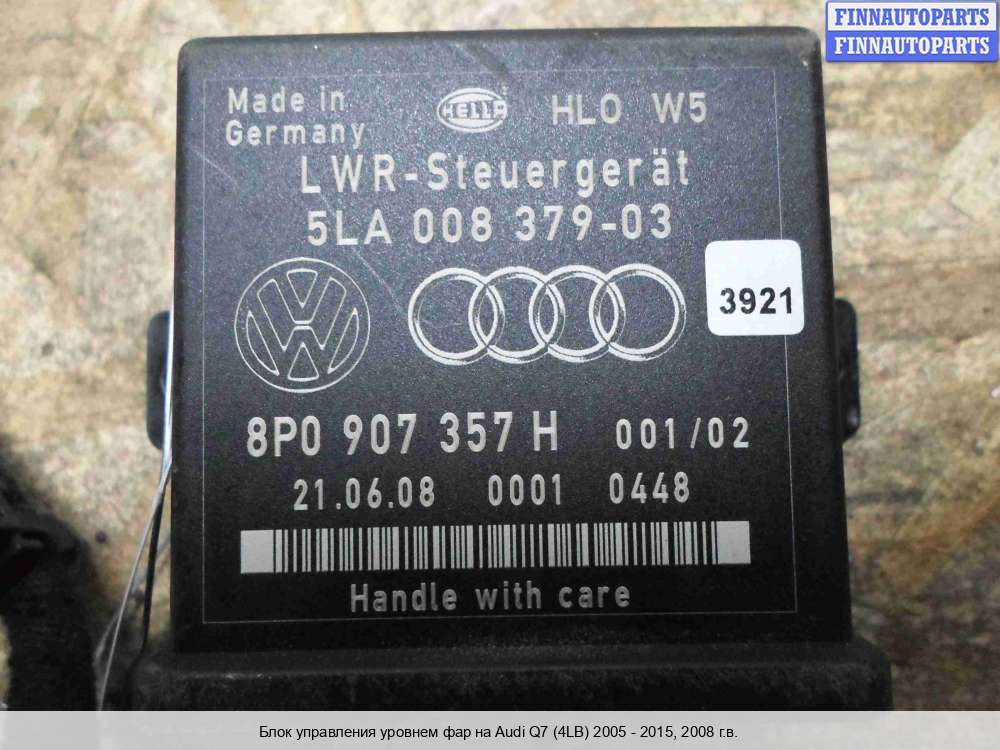 FINNAUTOPARTS
FINNAUTOPARTS
Made in
Germany
HELLA
HLO W5
LWR-Steuergerät
5LA 008 379-03
3921
8P0 907 357 H 001/02
21.06.08 0001 0448
Handle with care
Блок управления уровнем фар на Audi Q7 (4LB) 2005 - 2015, 2008 г.в.